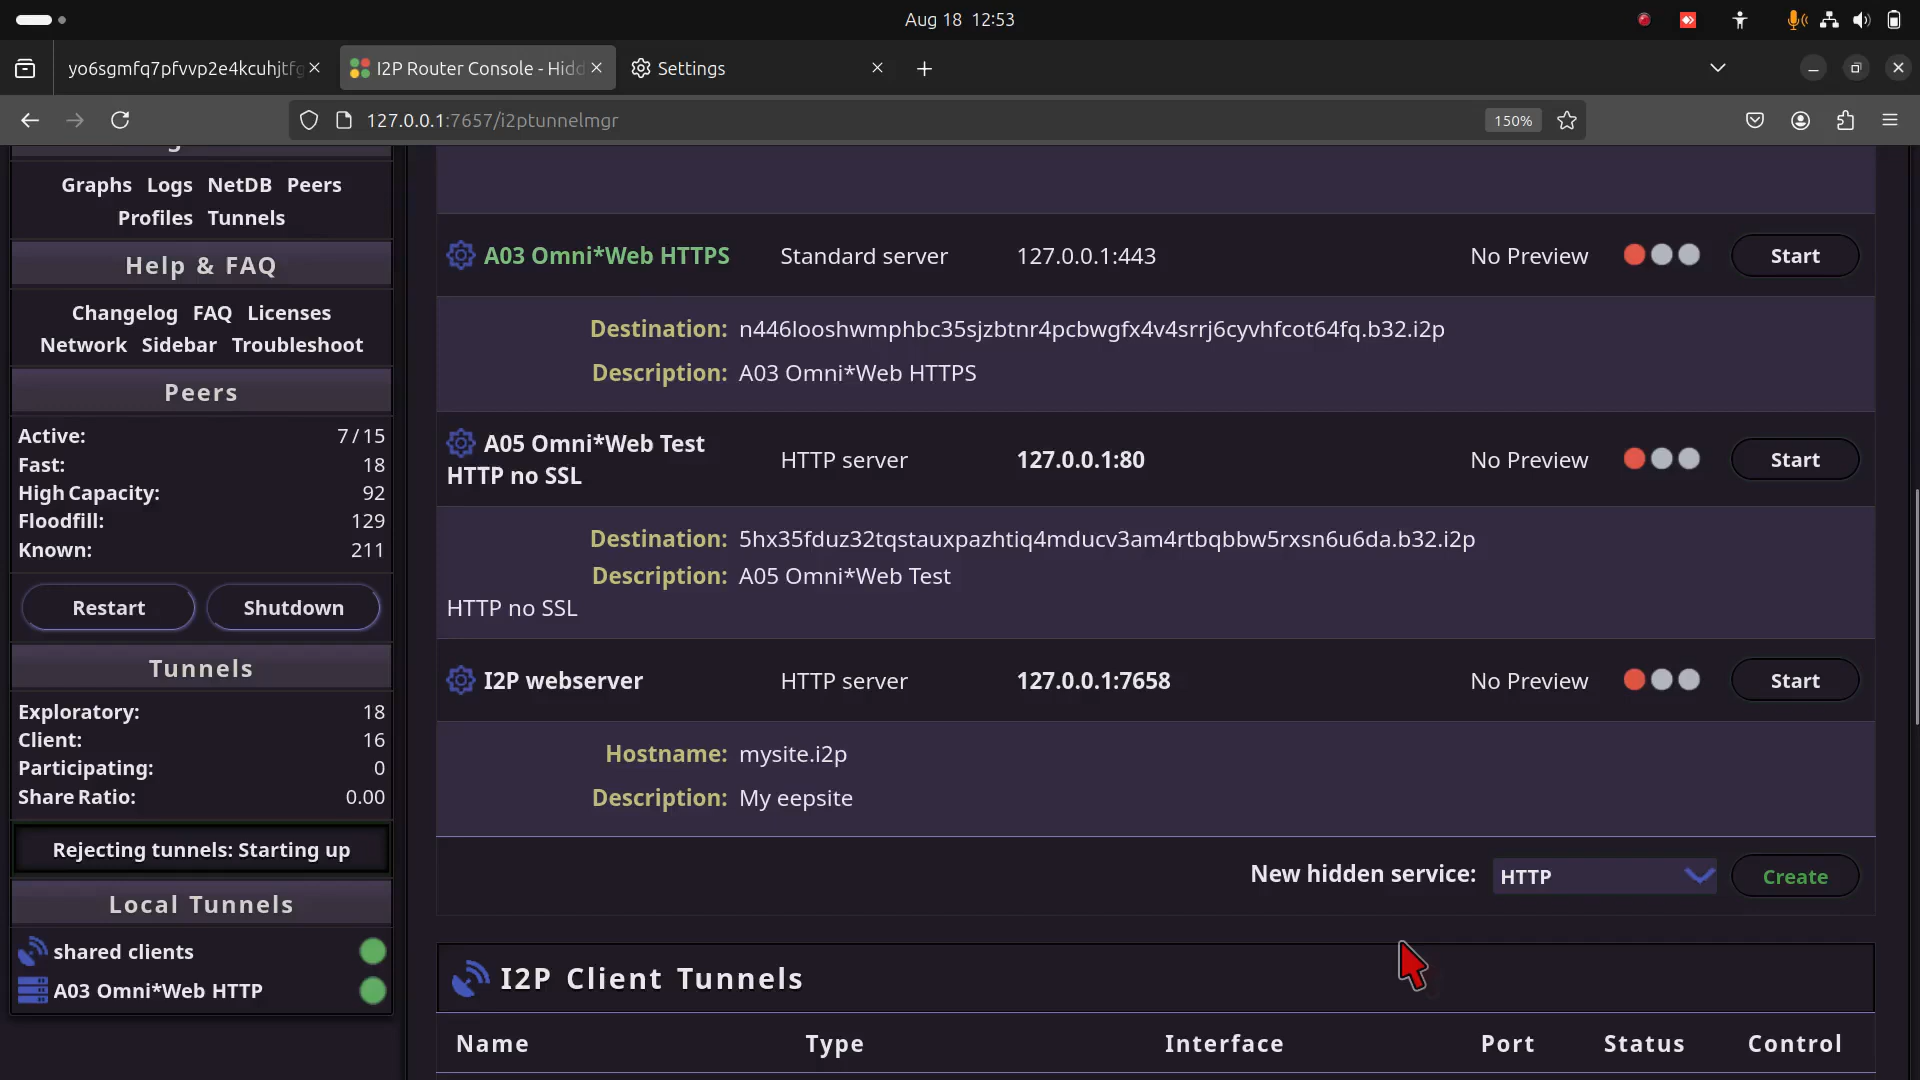 Aug 18 12:53
yo6sgmfq7pfvvp2e4kcuhjtfg
I2P Router Console - Hidd
Settings
127.0.0.1:7657/i2ptunnelmgr
150%
Graphs Logs NetDB Peers
Profiles Tunnels
Help & FAQ
Changelog FAQ Licenses
Network Sidebar Troubleshoot
Peers
Active: 7 / 15
Fast: 18
High Capacity: 92
Floodfill: 129
Known: 211
Restart Shutdown
Tunnels
Exploratory: 18
Client: 16
Participating: 0
Share Ratio: 0.00
Rejecting tunnels: Starting up
Local Tunnels
shared clients
A03 Omni*Web HTTP
A03 Omni*Web HTTPS Standard server 127.0.0.1:443 No Preview Start
Destination: n446looshwmphbc35sjzbtnr4pcbwgfx4v4srrj6cyvhfcot64fq.b32.i2p
Description: A03 Omni*Web HTTPS
A05 Omni*Web Test
HTTP no SSL
HTTP server 127.0.0.1:80 No Preview Start
Destination: 5hx35fduz32tqstauxpazhtiq4mducv3am4rtbqbbw5rxsn6u6da.b32.i2p
Description: A05 Omni*Web Test
HTTP no SSL
I2P webserver HTTP server 127.0.0.1:7658 No Preview Start
Hostname: mysite.i2p
Description: My eepsite
New hidden service: HTTP Create
I2P Client Tunnels
Name Type Interface Port Status Control